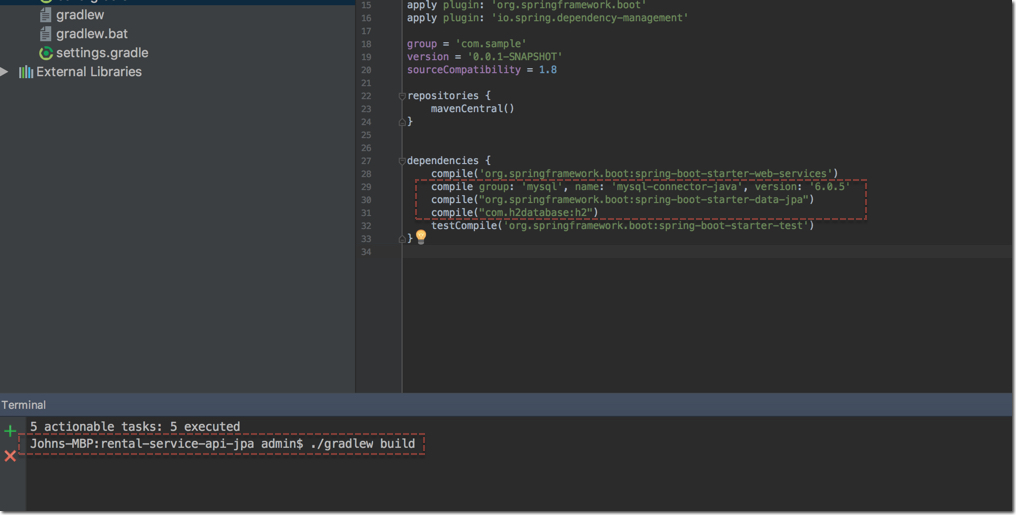 gradlew
gradlew.bat
settings.gradle
External Libraries
15 apply plugin: 'org.springframework.boot'
16 apply plugin: 'io.spring.dependency-management'
17
18 group = 'com.sample'
19 version = '0.0.1-SNAPSHOT'
20 sourceCompatibility = 1.8
21
22 repositories {
23 mavenCentral()
24 }
25
26
27 dependencies {
28 compile('org.springframework.boot:spring-boot-starter-web-services')
29 compile group: 'mysql', name: 'mysql-connector-java', version: '6.0.5'
30 compile("org.springframework.boot:spring-boot-starter-data-jpa")
31 compile("com.h2database:h2")
32 testCompile('org.springframework.boot:spring-boot-starter-test')
33 }
34
Terminal
5 actionable tasks: 5 executed
Johns-MBP:rental-service-api-jpa admin$ ./gradlew build